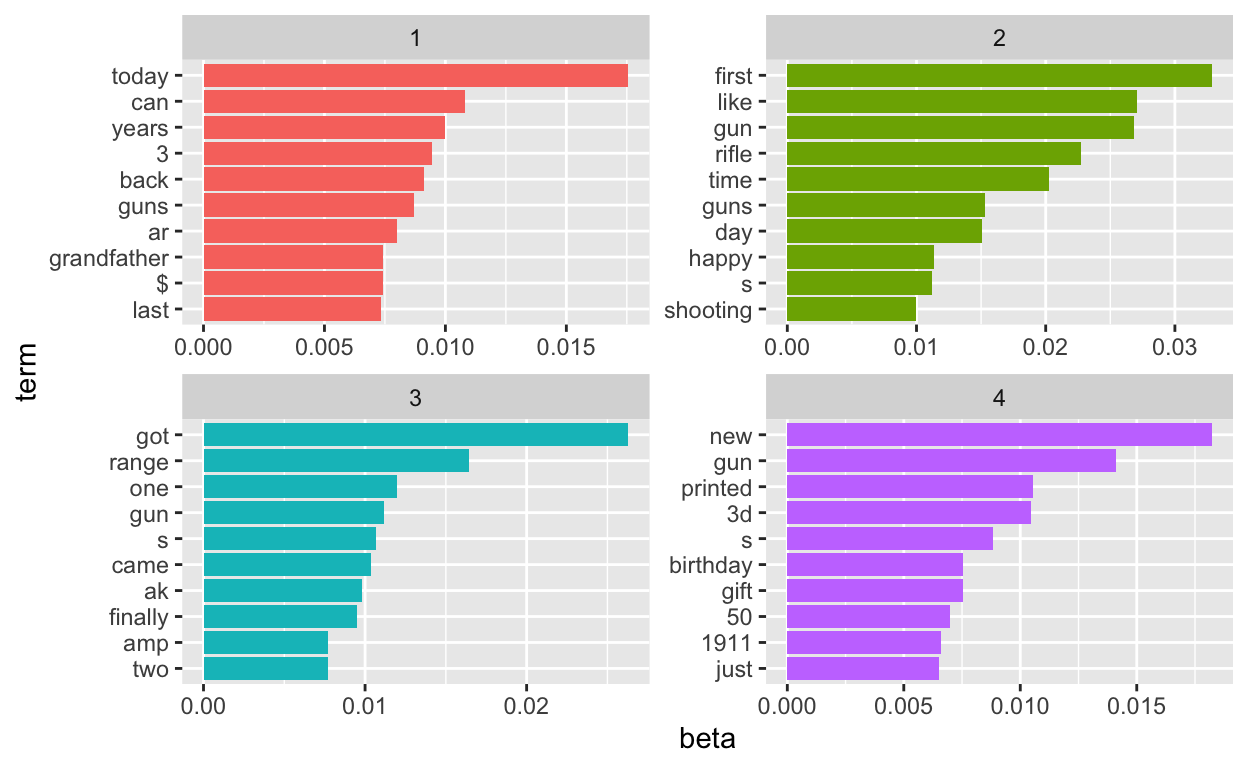 1
today
can
years
3
back
guns
ar
grandfather
$
last
0.000 0.005 0.010 0.015
2
first
like
gun
rifle
time
guns
day
happy
s
shooting
0.00 0.01 0.02 0.03
term
3
got
range
one
gun
s
came
ak
finally
amp
two
0.00 0.01 0.02
4
new
gun
printed
3d
s
birthday
gift
50
1911
just
0.000 0.005 0.010 0.015
beta